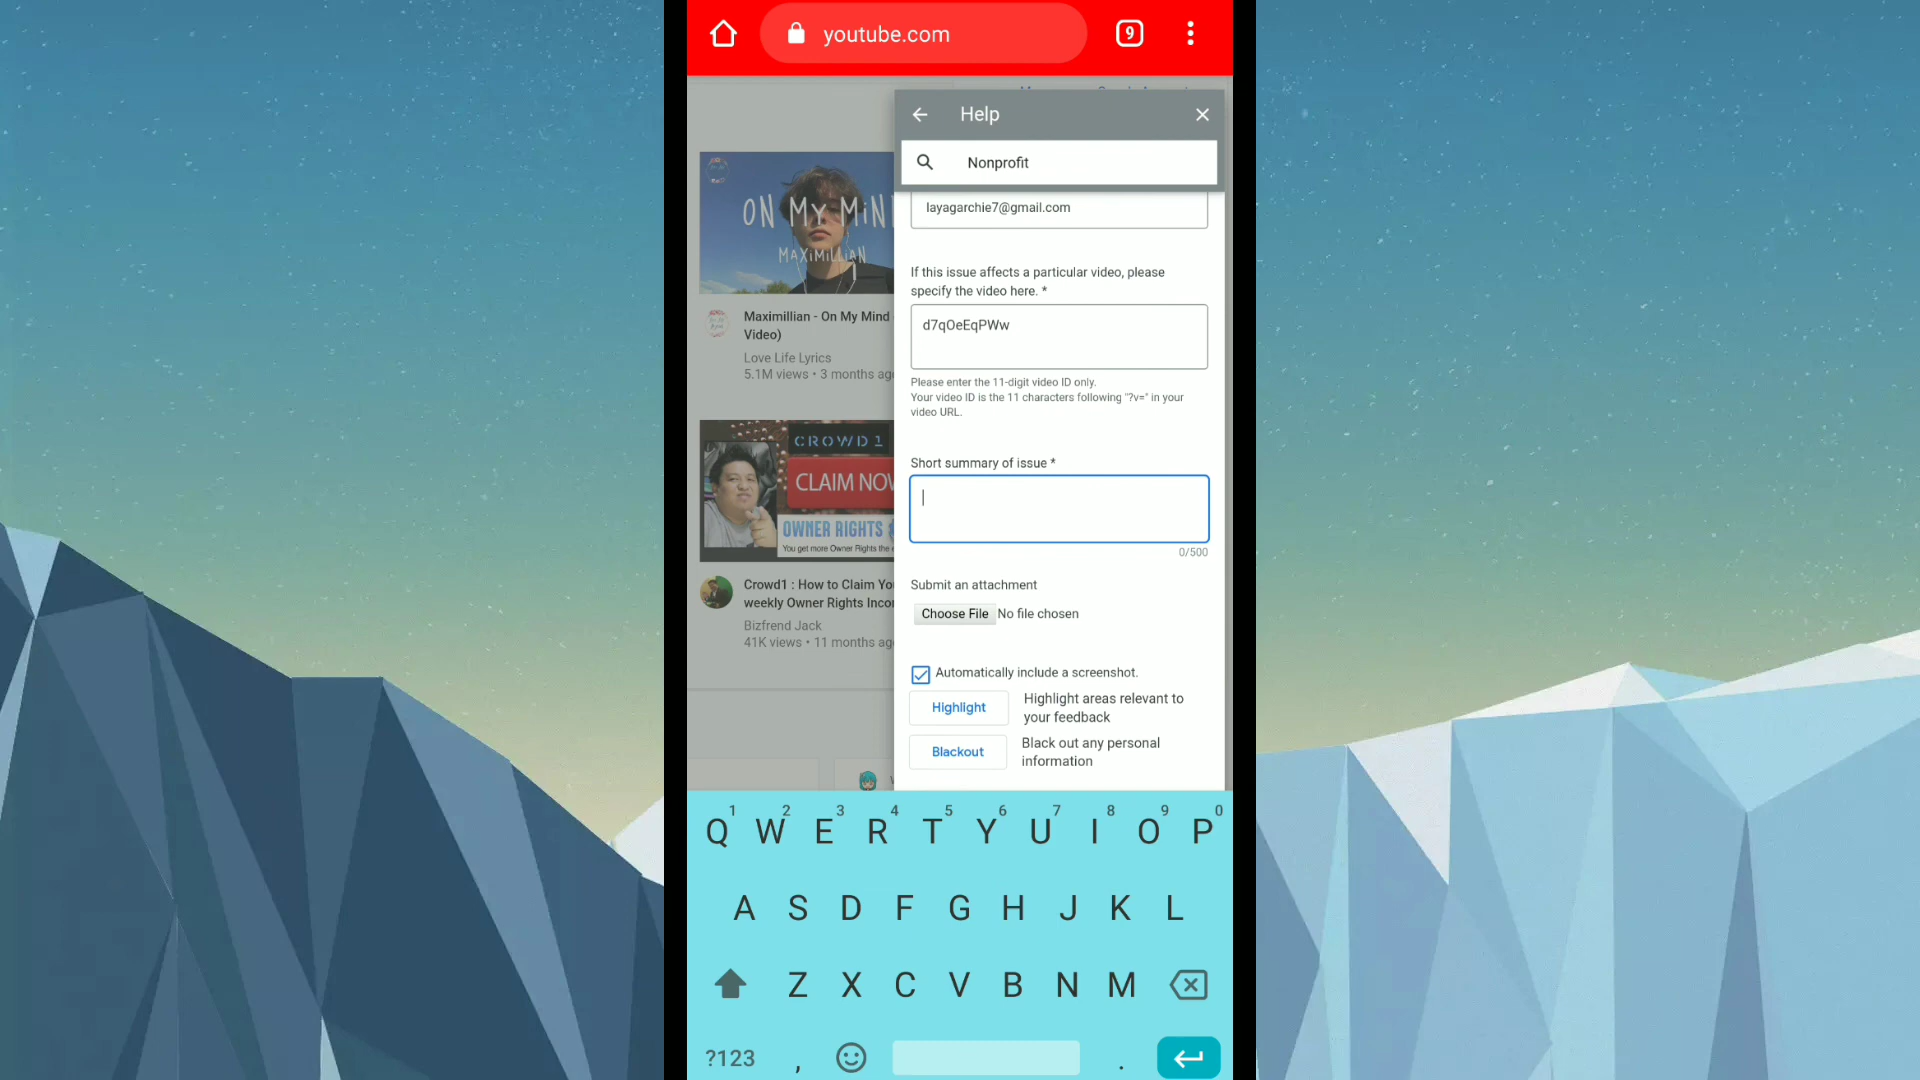 youtube.com
9
Help
Nonprofit
layagarchie7@gmail.com
If this issue affects a particular video, please
specify the video here. *
d7qOeEqPWw
Please enter the 11-digit video ID only.
Your video ID is the 11 characters following "?v=" in your
video URL.
Short summary of issue *
0/500
Submit an attachment
Choose File No file chosen
Automatically include a screenshot.
Highlight
Highlight areas relevant to
your feedback
Blackout
Black out any personal
information
ON MY MIN
MAXIMILLIAN
Maximillian - On My Mind
Video)
Love Life Lyrics
5.1M views • 3 months ag
CROWD1
CLAIM NOW
OWNER RIGHTS
You get more Owner Rights the
Crowd1 : How to Claim Yo
weekly Owner Rights Inco
Bizfrend Jack
41K views • 11 months ag
1 2 3 4 5 6 7 8 9 0
Q W E R T Y U I O P
A S D F G H J K L
Z X C V B N M
?123 , .